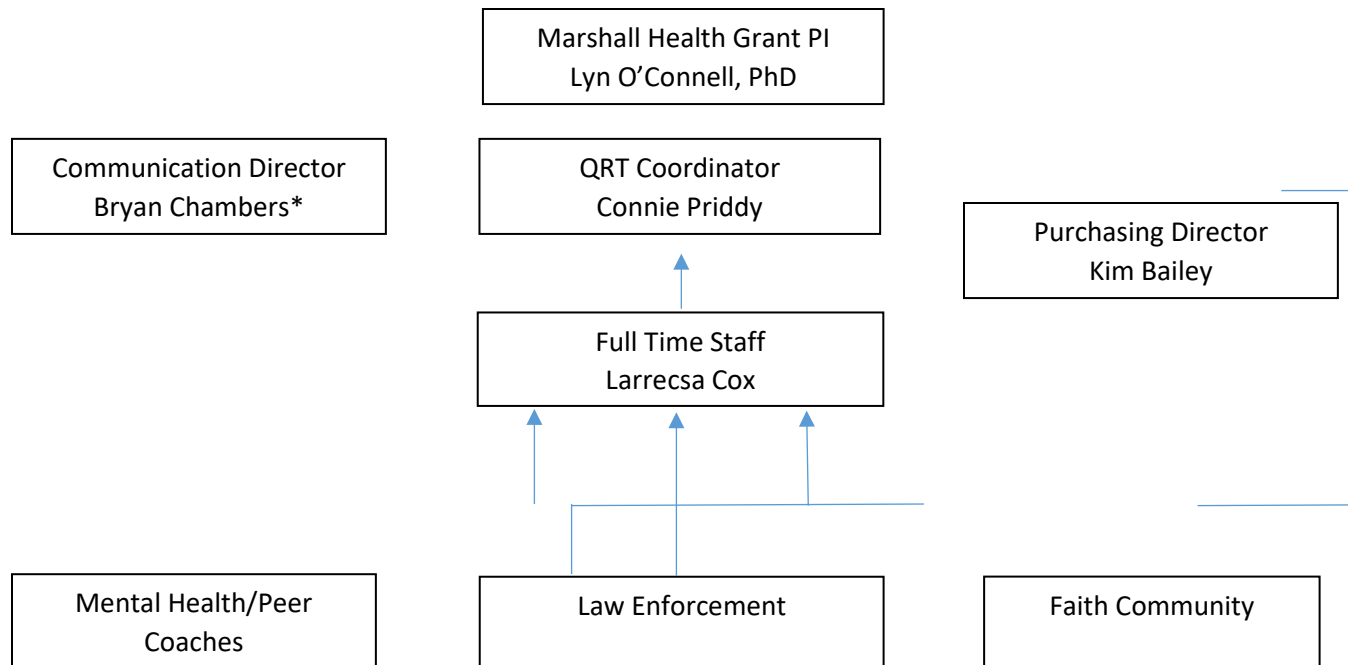 Marshall Health Grant PI
Lyn O’Connell, PhD
Communication Director
Bryan Chambers*
QRT Coordinator
Connie Priddy
Purchasing Director
Kim Bailey
Full Time Staff
Larrecsa Cox
Mental Health/Peer
Coaches
Law Enforcement
Faith Community